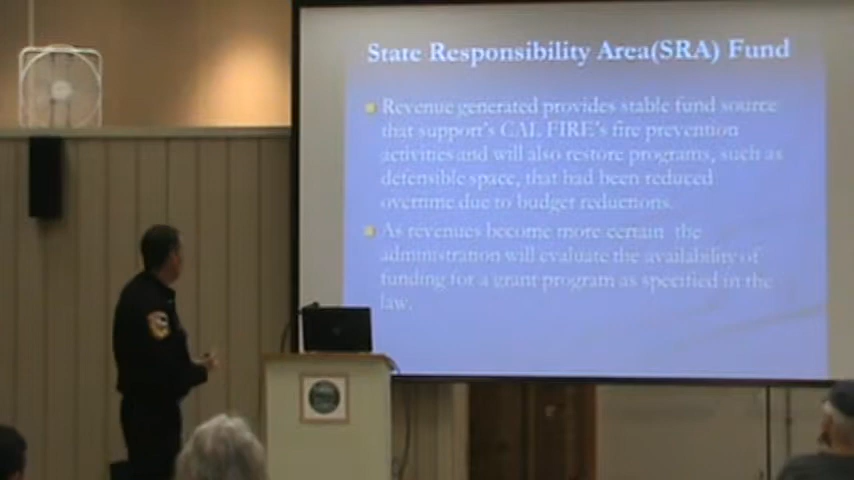 State Responsibility Area(SRA) Fund
Revenue generated provides stable fund source
that support's CAL FIRE's fire prevention
activities and will also restore programs, such as
defensible space, that had been reduced
overtime due to budget reductions.
As revenues become more certain the
administration will evaluate the availability of
funding for a grant program as specified in the
law.